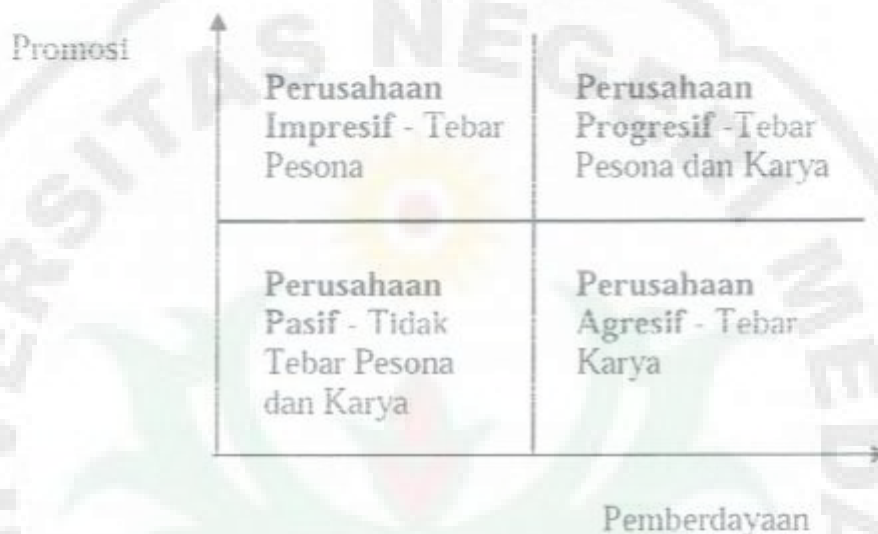 Promosi
Perusahaan
Impresif - Tebar
Pesona
Perusahaan
Progresif -Tebar
Pesona dan Karya
Perusahaan
Pasif - Tidak
Tebar Pesona
dan Karya
Perusahaan
Agresif - Tebar
Karya
Pemberdayaan